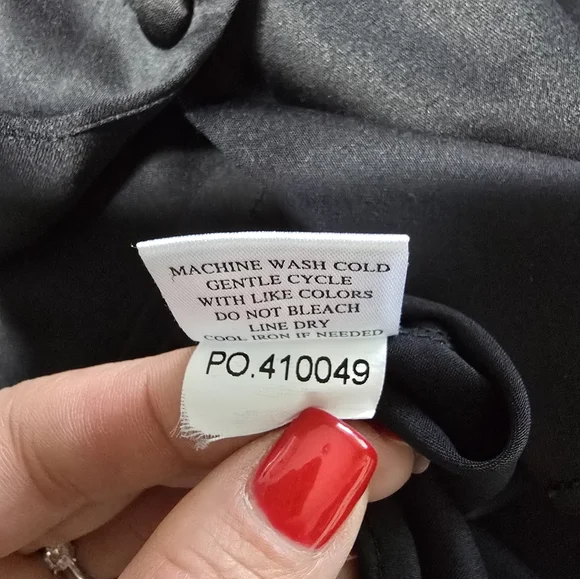 MACHINE WASH COLD
GENTLE CYCLE
WITH LIKE COLORS
DO NOT BLEACH
LINE DRY
COOL IRON IF NEEDED
PO.410049